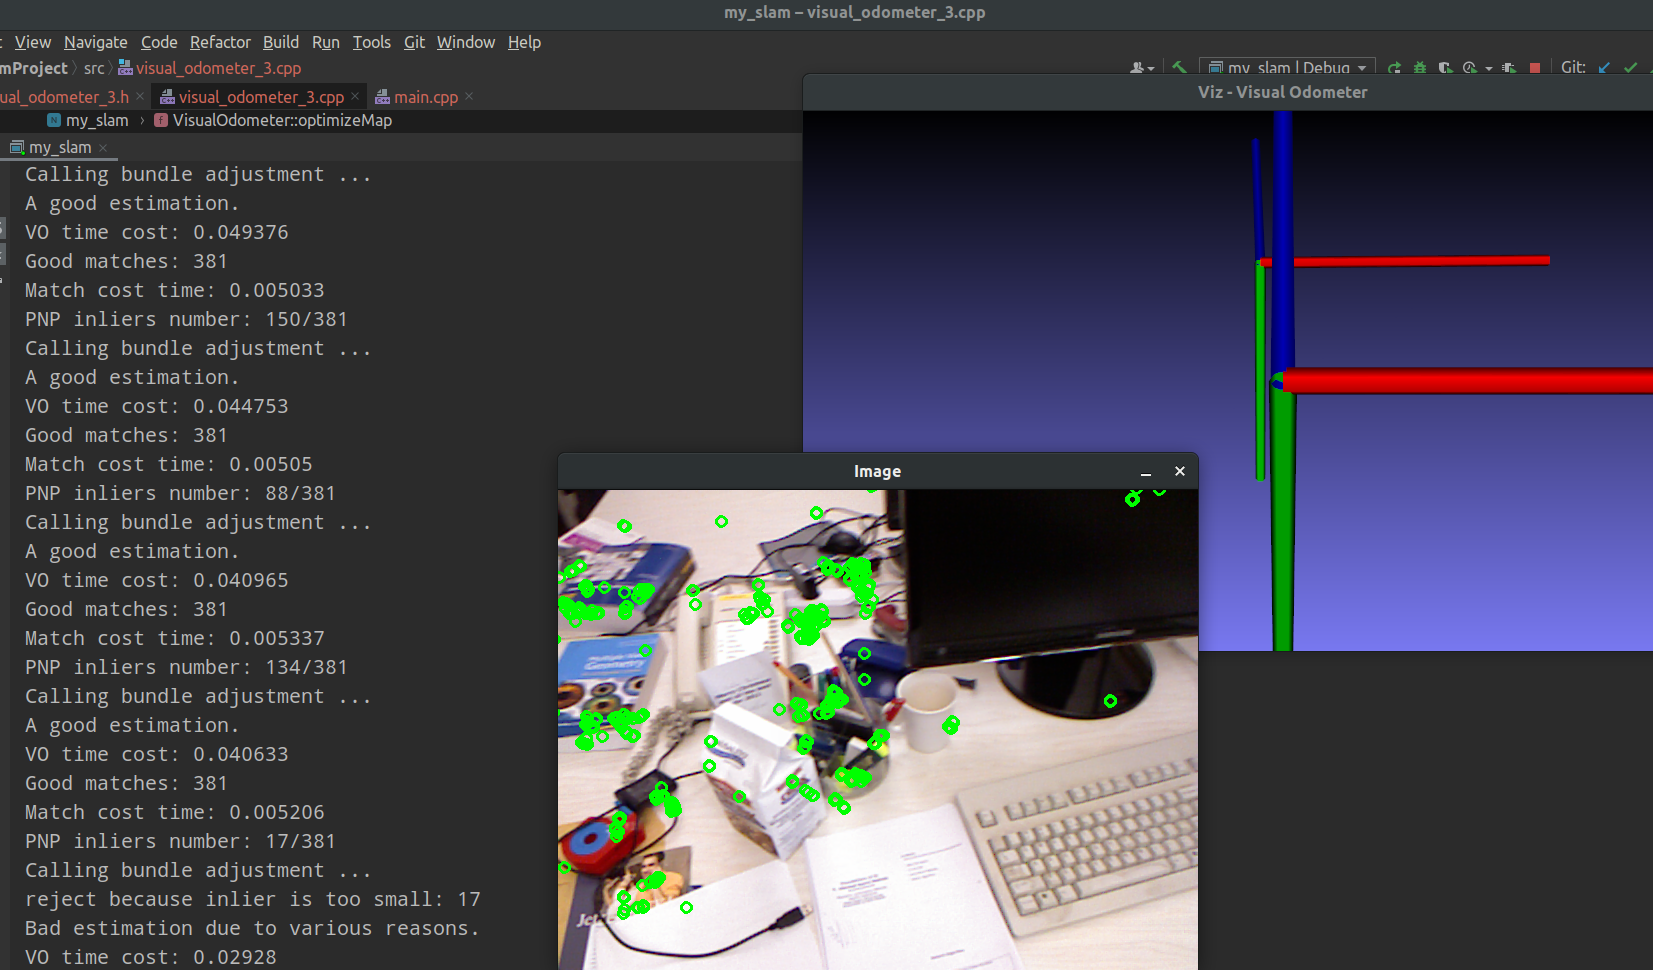 my_slam – visual_odometer_3.cpp
View Navigate Code Refactor Build Run Tools Git Window Help
mProject src visual_odometer_3.cpp
my_slam | Debug Git:
ual_odometer_3.h visual_odometer_3.cpp main.cpp
my_slam VisualOdometer::optimizeMap
my_slam
Calling bundle adjustment ...
A good estimation.
VO time cost: 0.049376
Good matches: 381
Match cost time: 0.005033
PNP inliers number: 150/381
Calling bundle adjustment ...
A good estimation.
VO time cost: 0.044753
Good matches: 381
Match cost time: 0.00505
PNP inliers number: 88/381
Calling bundle adjustment ...
A good estimation.
VO time cost: 0.040965
Good matches: 381
Match cost time: 0.005337
PNP inliers number: 134/381
Calling bundle adjustment ...
A good estimation.
VO time cost: 0.040633
Good matches: 381
Match cost time: 0.005206
PNP inliers number: 17/381
Calling bundle adjustment ...
reject because inlier is too small: 17
Bad estimation due to various reasons.
VO time cost: 0.02928
Viz - Visual Odometer
Image
Geometry